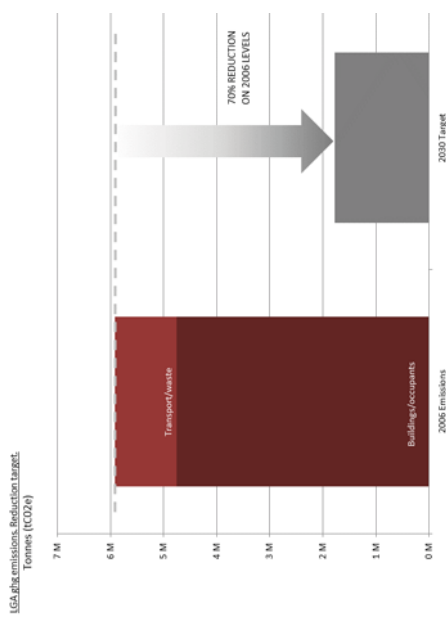 LGA ghg emissions. Reduction target.
Tonnes (tC02e)
7 M
6 M
5 M
4 M
3 M
2 M
1 M
0 M
Transport/waste
Buildings/occupants
70% REDUCTION
ON 2006 LEVELS
2006 Emissions
2030 Target